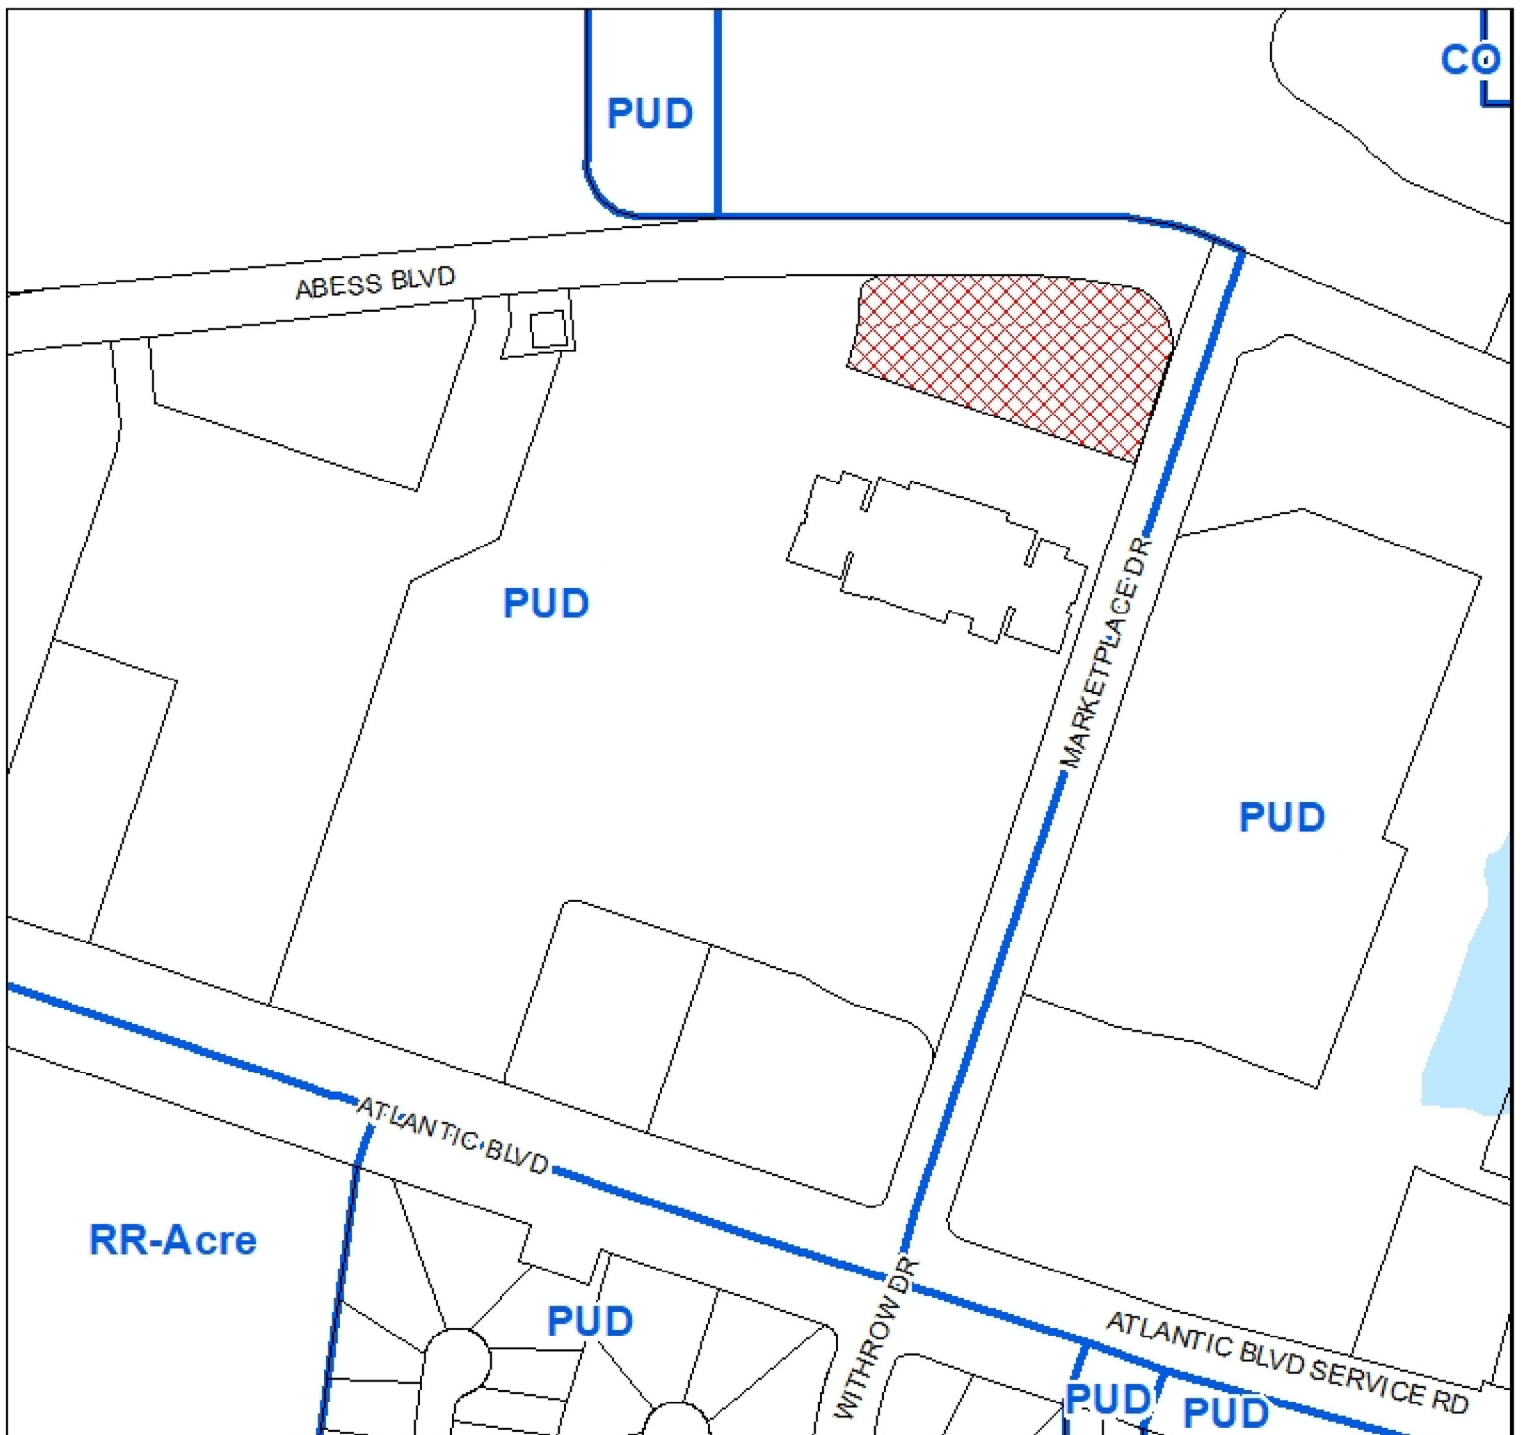 CO
PUD
ABESS BLVD
PUD
MARKETPLACE DR
PUD
ATLANTIC BLVD
RR-Acre
PUD
WITHROW DR
ATLANTIC BLVD SERVICE RD
PUD
PUD